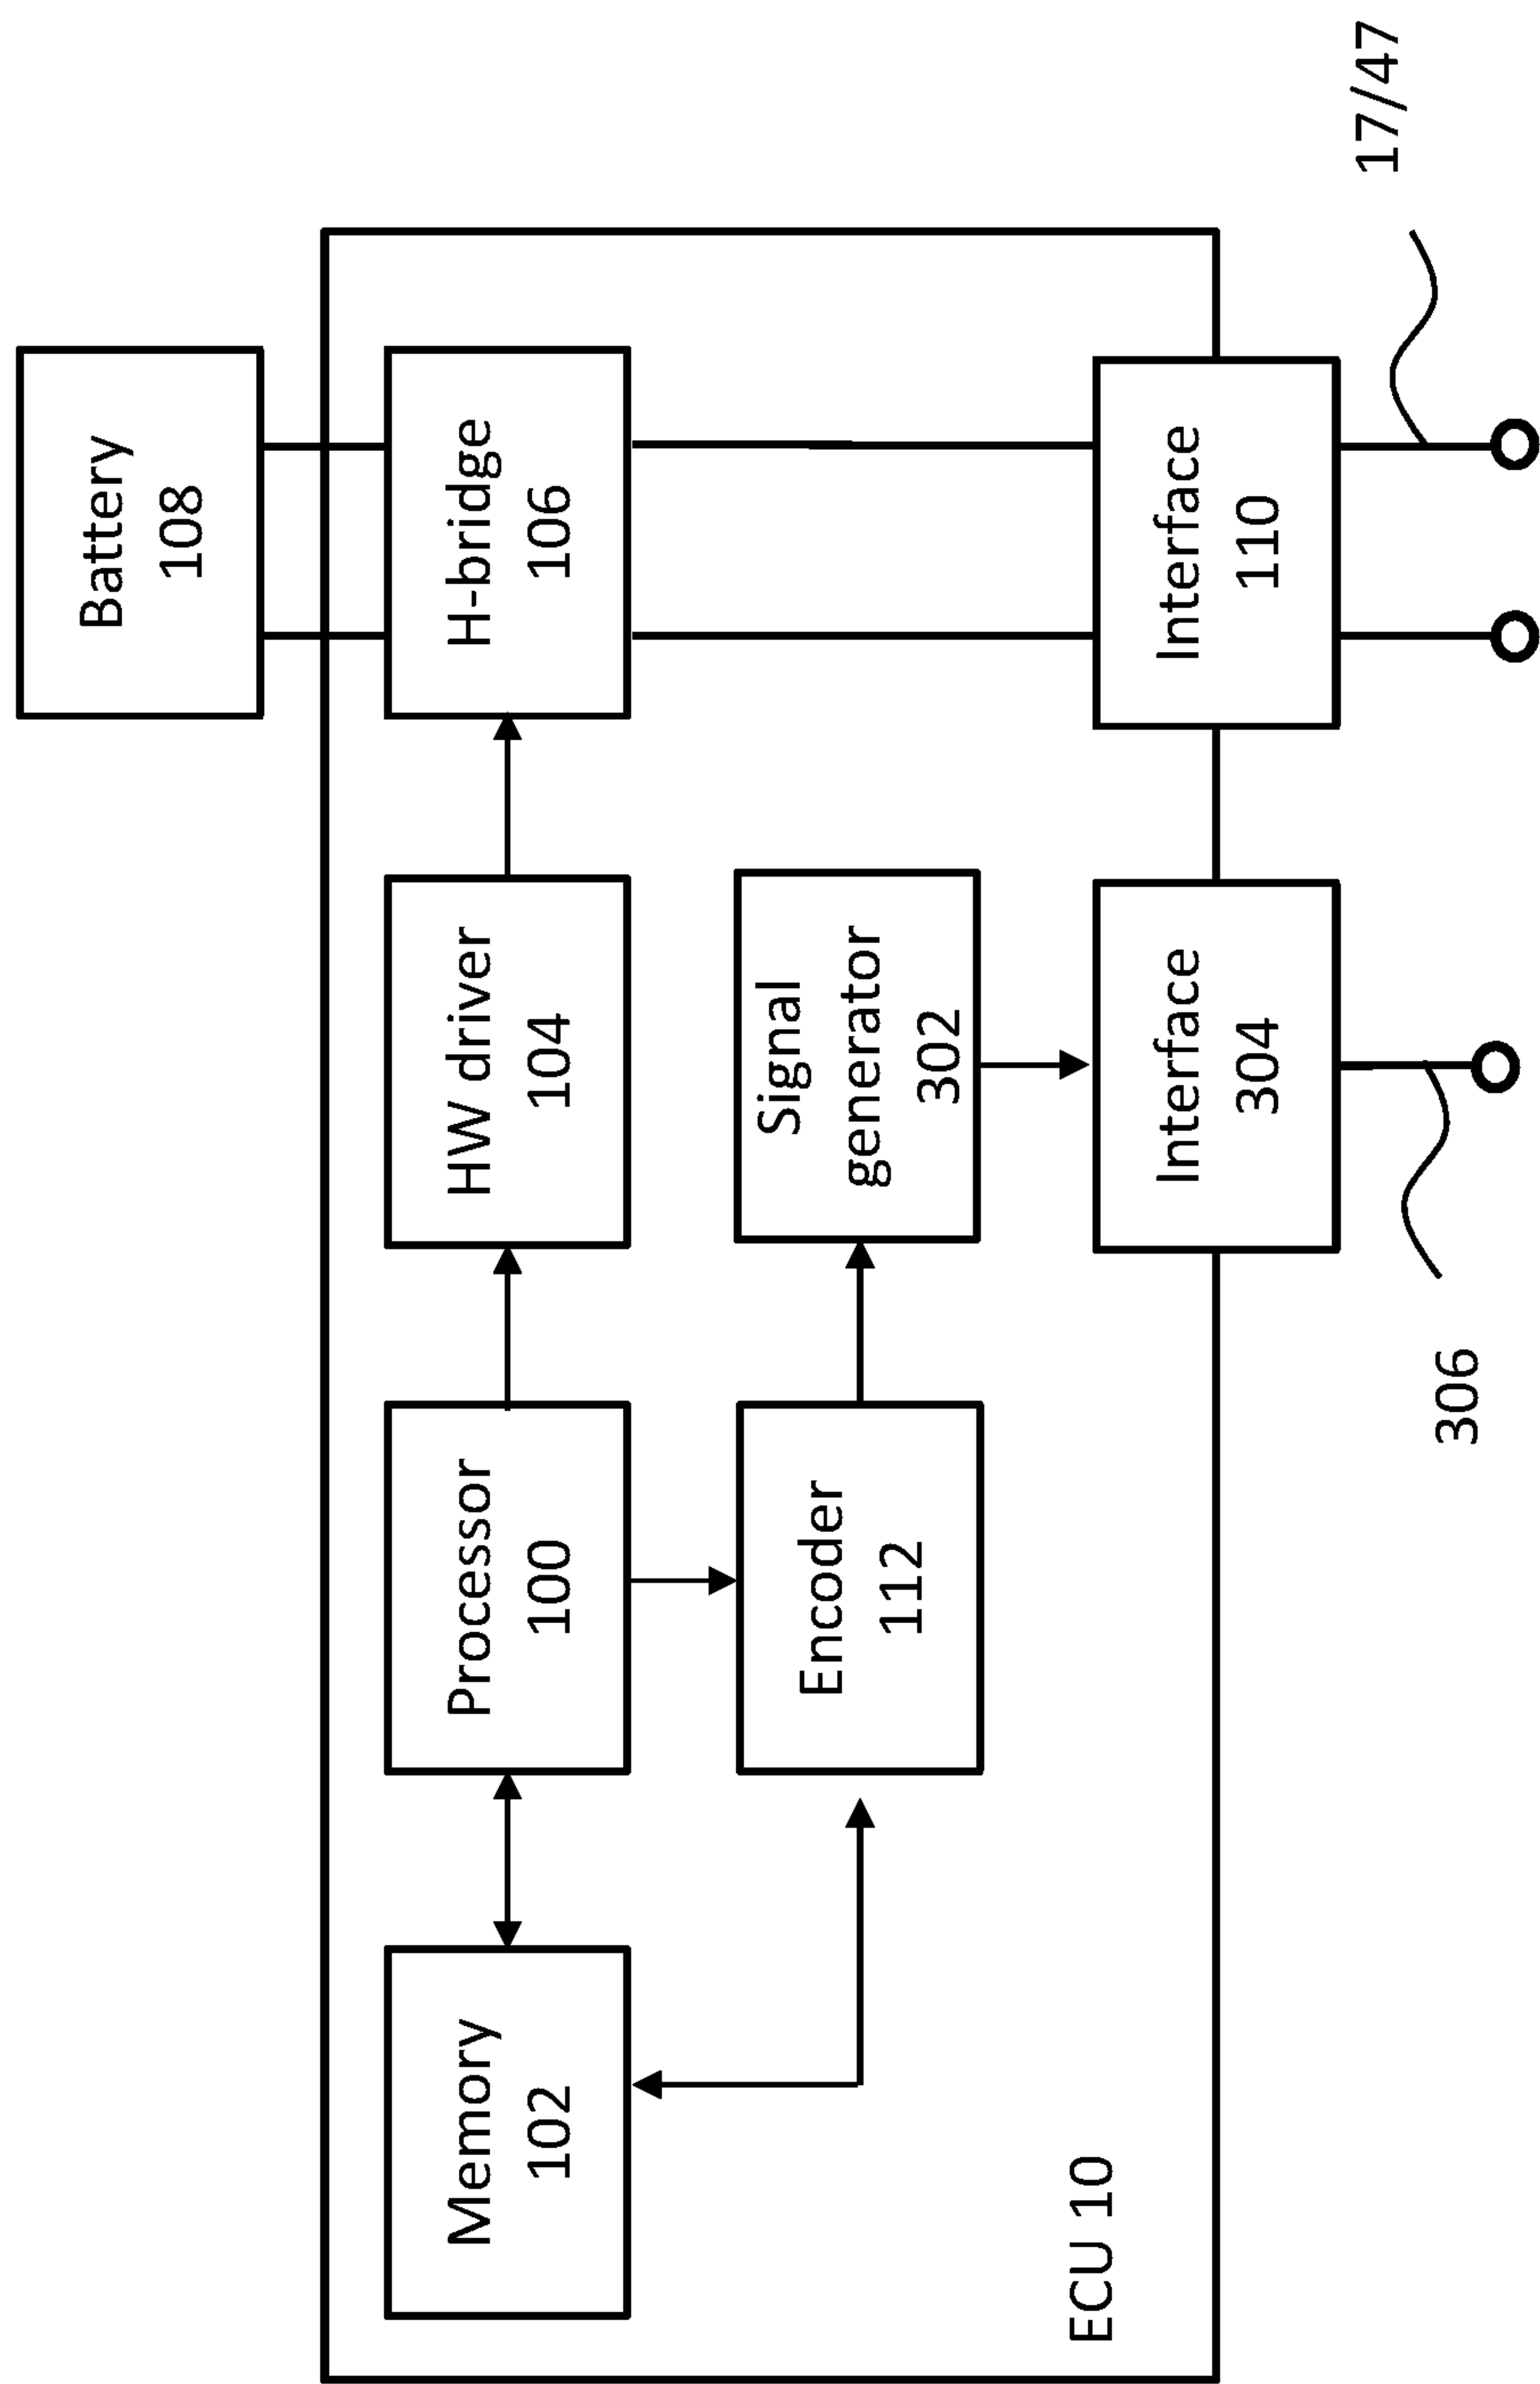 Battery
108
Memory
102
Processor
100
HW driver
104
H-bridge
106
Encoder
112
Signal
generator
302
ECU 10
Interface
304
Interface
110
306
17/47